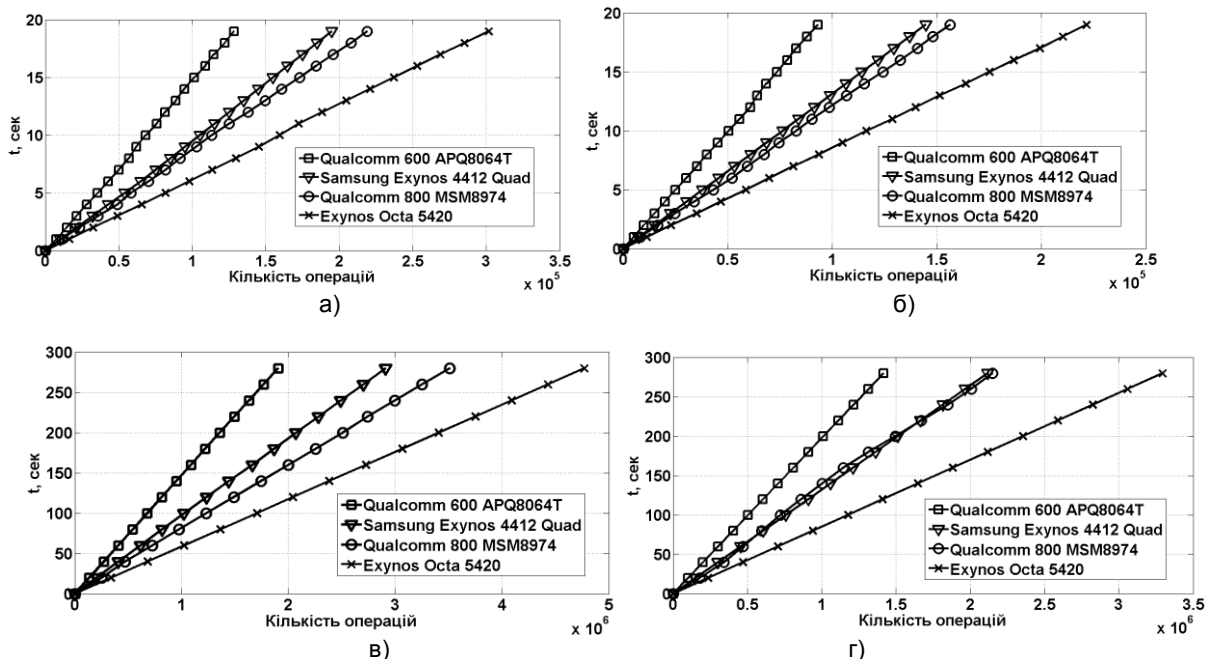 20
15
10
5
0
t, сек
0
0.5
1
1.5
2
2.5
3
3.5
Кількість операцій
x 10^5
Qualcomm 600 APQ8064T
Samsung Exynos 4412 Quad
Qualcomm 800 MSM8974
Exynos Octa 5420
а)
20
15
10
5
0
t, сек
0
0.5
1
1.5
2
2.5
Кількість операцій
x 10^5
Qualcomm 600 APQ8064T
Samsung Exynos 4412 Quad
Qualcomm 800 MSM8974
Exynos Octa 5420
б)
300
250
200
150
100
50
0
t, сек
0
1
2
3
4
5
Кількість операцій
x 10^6
Qualcomm 600 APQ8064T
Samsung Exynos 4412 Quad
Qualcomm 800 MSM8974
Exynos Octa 5420
в)
300
250
200
150
100
50
0
t, сек
0
0.5
1
1.5
2
2.5
3
3.5
Кількість операцій
x 10^6
Qualcomm 600 APQ8064T
Samsung Exynos 4412 Quad
Qualcomm 800 MSM8974
Exynos Octa 5420
г)